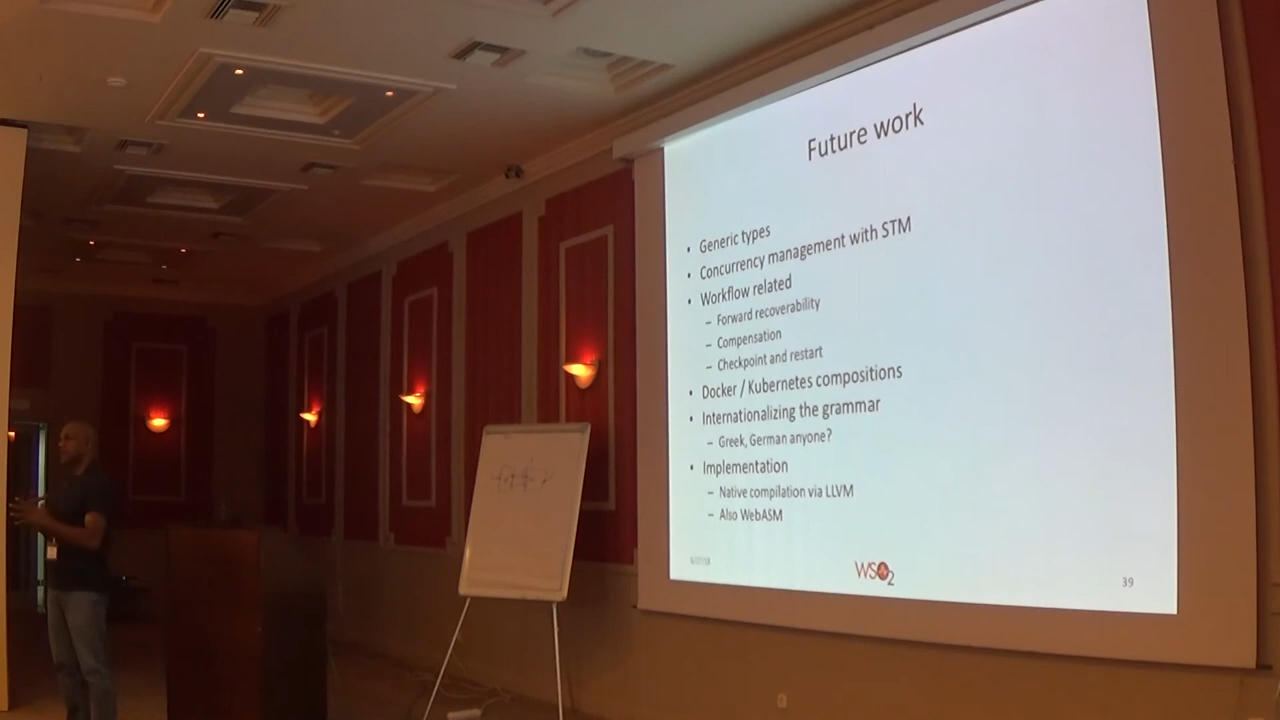 Future work
• Generic types
• Concurrency management with STM
• Workflow related
– Forward recoverability
– Compensation
– Checkpoint and restart
• Docker / Kubernetes compositions
• Internationalizing the grammar
– Greek, German anyone?
• Implementation
– Native compilation via LLVM
– Also WebASM
WSO2
39